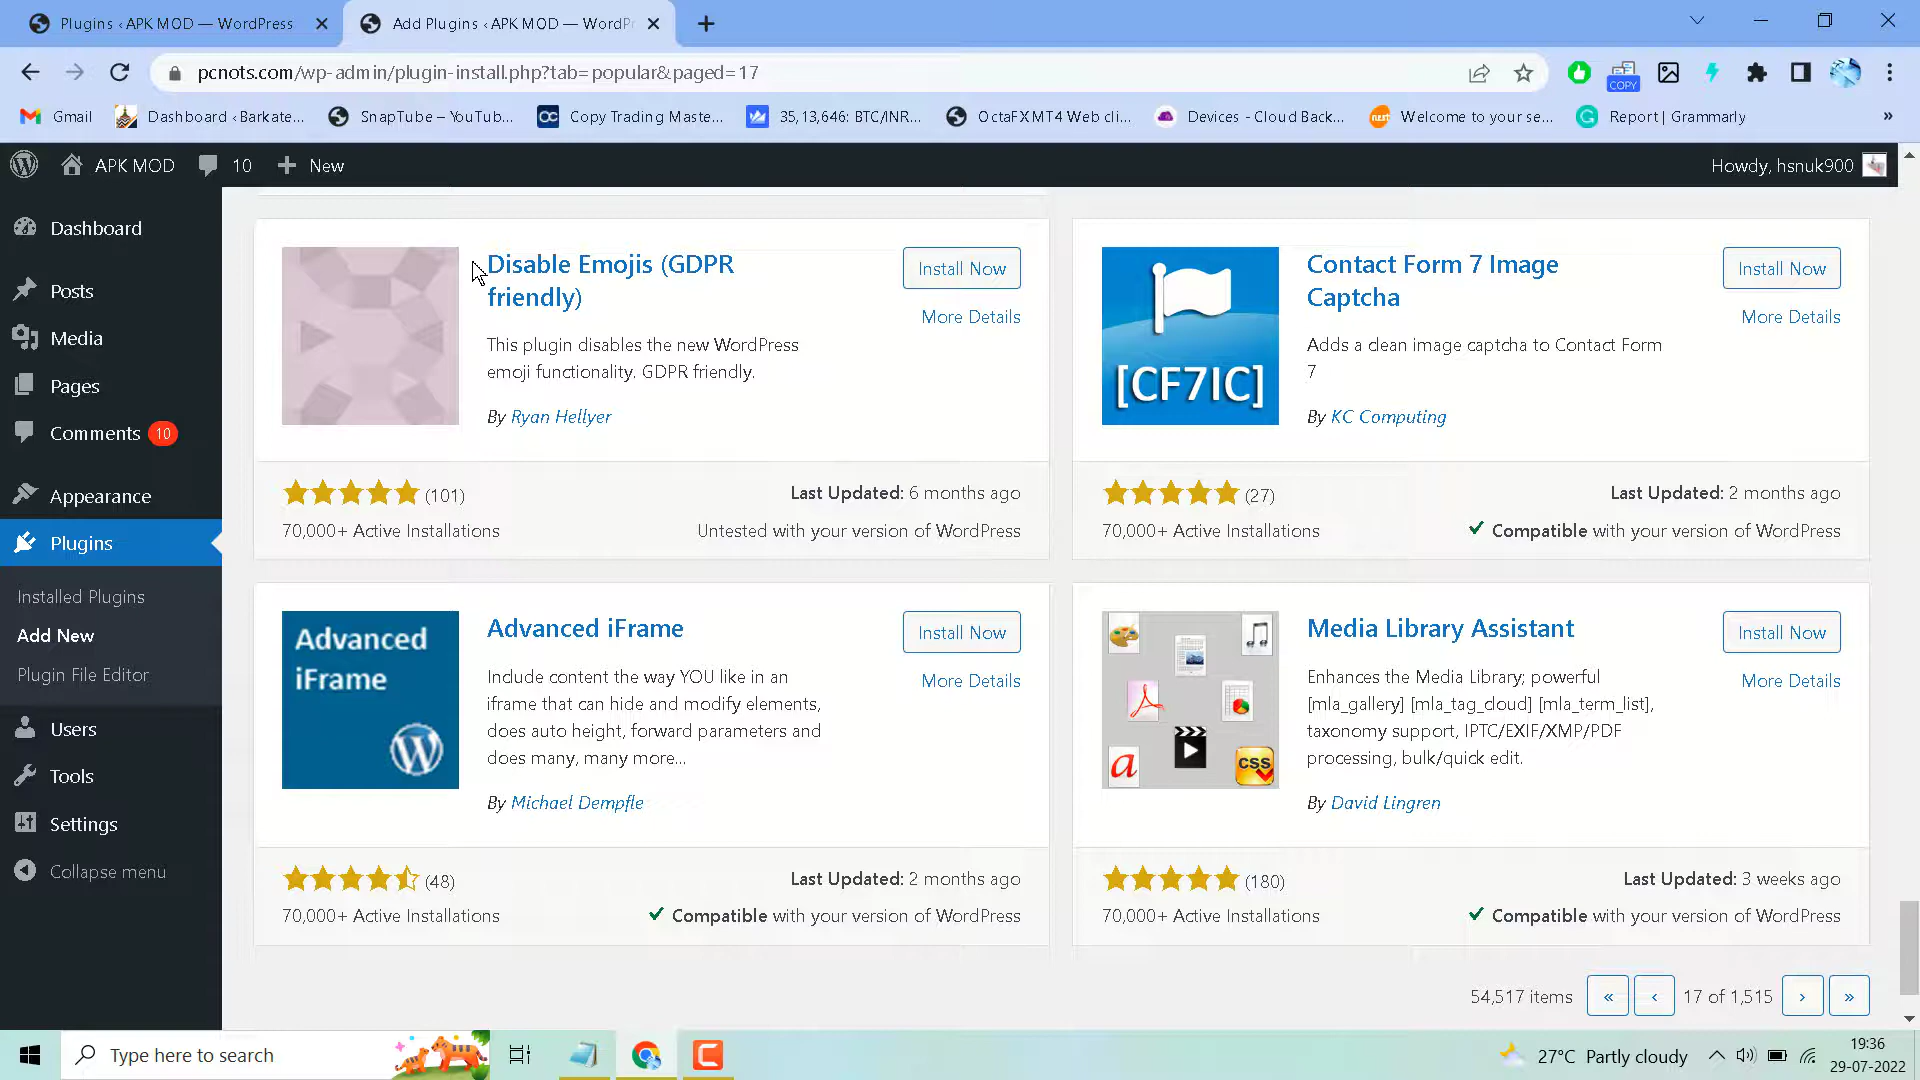 Plugins ‹ APK MOD — WordPress
Add Plugins ‹ APK MOD — WordPr
pcnots.com/wp-admin/plugin-install.php?tab=popular&paged=17
COPY
Gmail
Dashboard ‹ Barkate...
SnapTube – YouTub...
CC
Copy Trading Maste...
35,13,646: BTC/INR...
OctaFX MT4 Web cli...
Devices - Cloud Back...
Welcome to your se...
Report | Grammarly
»
APK MOD
10
New
Howdy, hsnuk900
Dashboard
Posts
Media
Pages
Comments 10
Appearance
Plugins
Installed Plugins
Add New
Plugin File Editor
Users
Tools
Settings
Collapse menu
Disable Emojis (GDPR
friendly)
Install Now
More Details
This plugin disables the new WordPress
emoji functionality. GDPR friendly.
By Ryan Hellyer
(101)
Last Updated: 6 months ago
70,000+ Active Installations
Untested with your version of WordPress
[CF7IC]
Contact Form 7 Image
Captcha
Install Now
More Details
Adds a clean image captcha to Contact Form
7
By KC Computing
(27)
Last Updated: 2 months ago
70,000+ Active Installations
Compatible with your version of WordPress
Advanced
iFrame
Advanced iFrame
Install Now
More Details
Include content the way YOU like in an
iframe that can hide and modify elements,
does auto height, forward parameters and
does many, many more...
By Michael Dempfle
(48)
Last Updated: 2 months ago
70,000+ Active Installations
Compatible with your version of WordPress
a
CSS
Media Library Assistant
Install Now
More Details
Enhances the Media Library; powerful
[mla_gallery] [mla_tag_cloud] [mla_term_list],
taxonomy support, IPTC/EXIF/XMP/PDF
processing, bulk/quick edit.
By David Lingren
(180)
Last Updated: 3 weeks ago
70,000+ Active Installations
Compatible with your version of WordPress
54,517 items « ‹ 17 of 1,515 › »
Type here to search
27°C Partly cloudy
19:36
29-07-2022